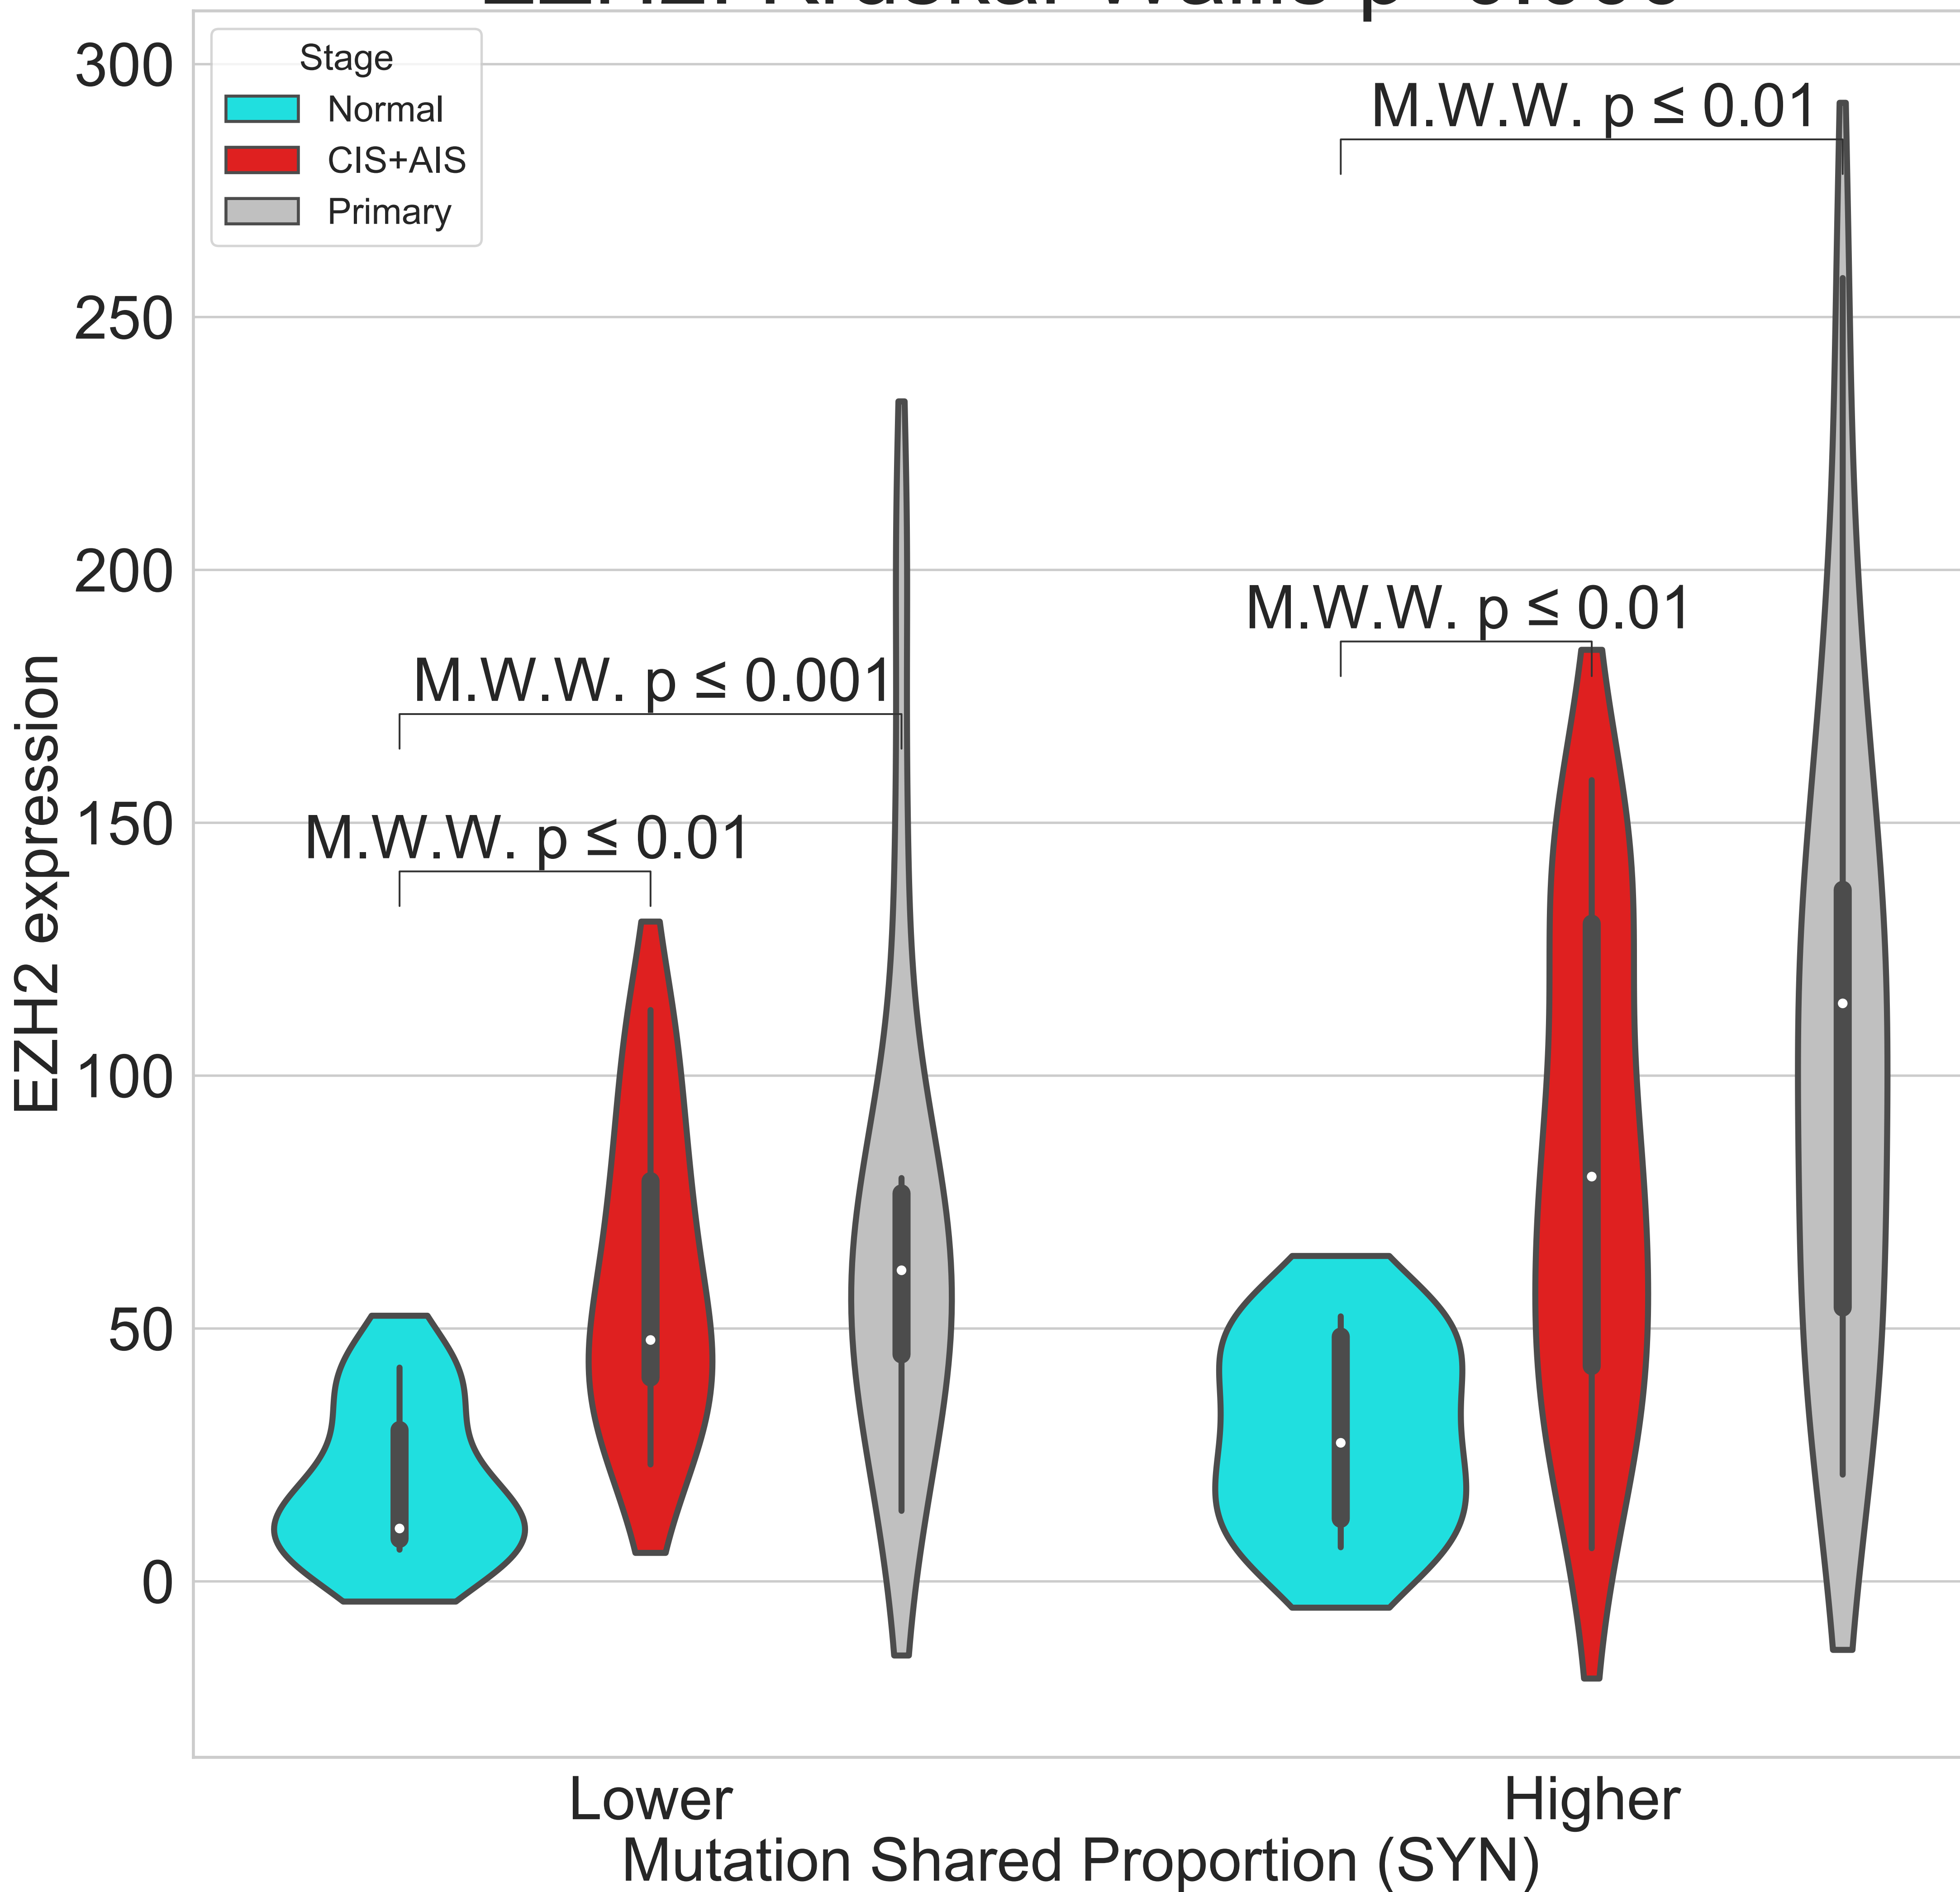 300
250
200
150
100
50
0
EZH2 expression
Stage
Normal
CIS+AIS
Primary
M.W.W. p ≤ 0.01
M.W.W. p ≤ 0.01
M.W.W. p ≤ 0.001
M.W.W. p ≤ 0.01
Lower
Higher
Mutation Shared Proportion (SYN)